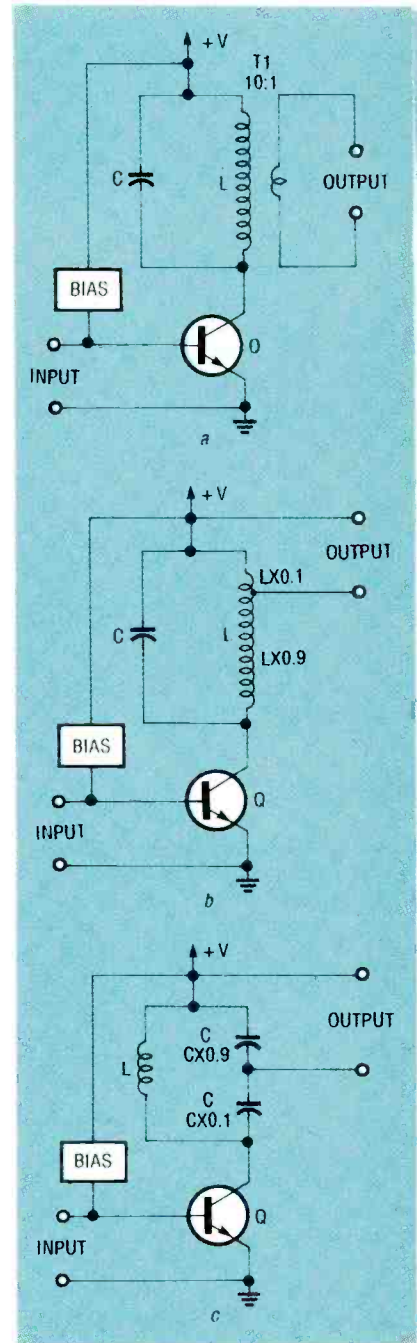 +V
T1
10:1
C
L
OUTPUT
BIAS
INPUT
Q
a
+V
OUTPUT
LX0.1
C
L
LX0.9
BIAS
INPUT
Q
b
+V
OUTPUT
C
CX0.9
L
C
CX0.1
BIAS
INPUT
Q
c